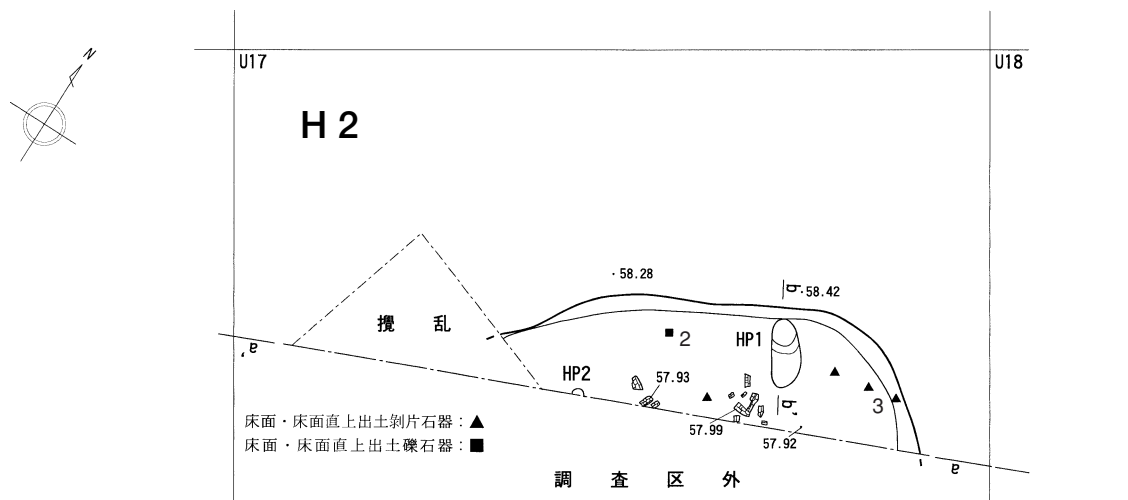 N
U17
U18
H 2
58.28
b
58.42
攪 乱
HP1
2
a'
HP2
57.93
3
b'
床面・床面直上出土剝片石器：▲
57.99
57.92
床面・床面直上出土礫石器：■
a
調 査 区 外